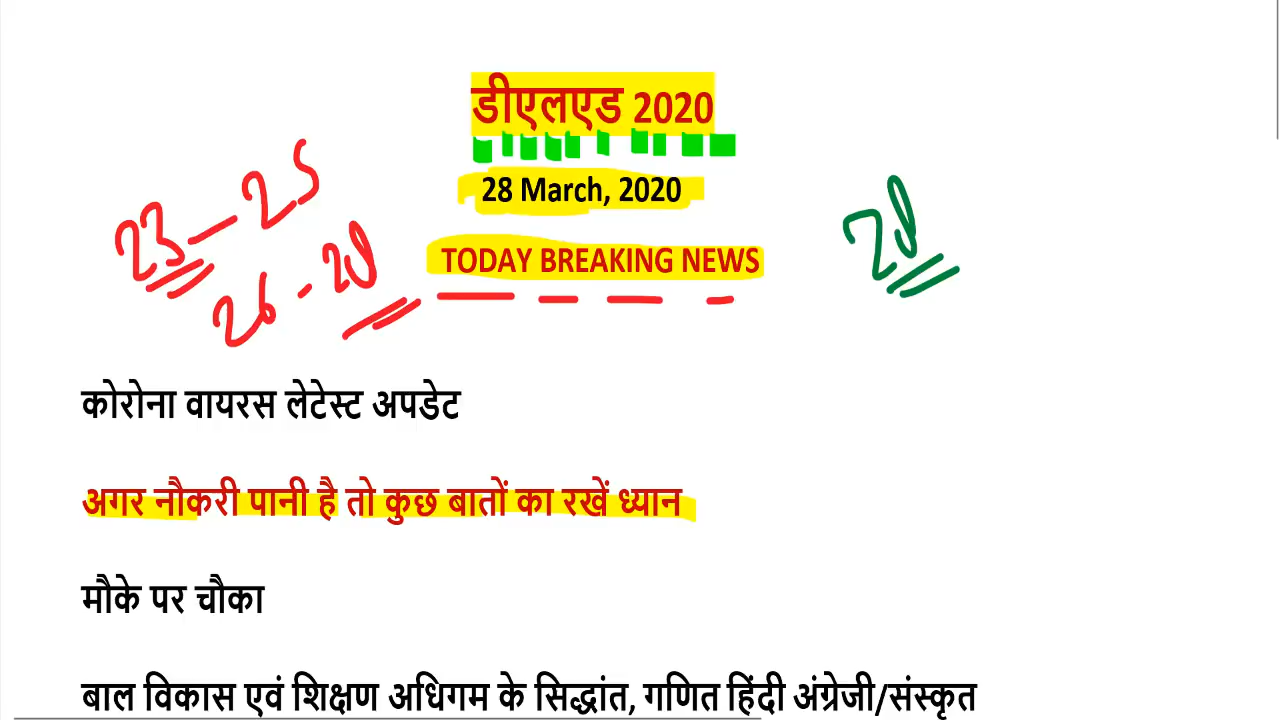 डीएलएड 2020
28 March, 2020
23 - 25
26 - 28
28
TODAY BREAKING NEWS
कोरोना वायरस लेटेस्ट अपडेट
अगर नौकरी पानी है तो कुछ बातों का रखें ध्यान
मौके पर चौका
बाल विकास एवं शिक्षण अधिगम के सिद्धांत, गणित हिंदी अंग्रेजी/संस्कृत